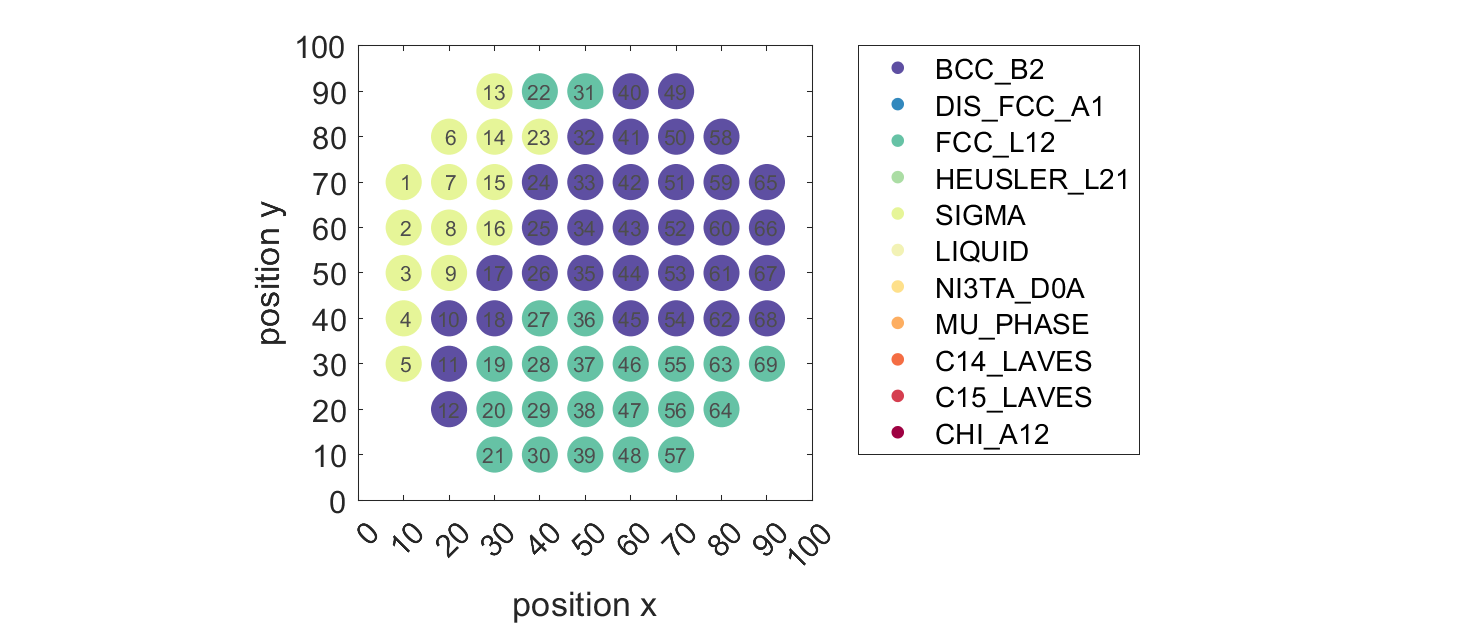 100
90 13 22 31 40 49
80 6 14 23 32 41 50 58
70 1 7 15 24 33 42 51 59 65
60 2 8 16 25 34 43 52 60 66
50 3 9 17 26 35 44 53 61 67
40 4 10 18 27 36 45 54 62 68
30 5 11 19 28 37 46 55 63 69
20 12 20 29 38 47 56 64
10 21 30 39 48 57
0
0 10 20 30 40 50 60 70 80 90 100
position x
position y
BCC_B2
DIS_FCC_A1
FCC_L12
HEUSLER_L21
SIGMA
LIQUID
NI3TA_D0A
MU_PHASE
C14_LAVES
C15_LAVES
CHI_A12